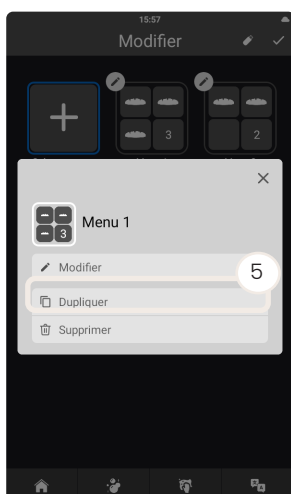 15:57
Modifier
3
2
3
Menu 1
Modifier
5
Dupliquer
Supprimer